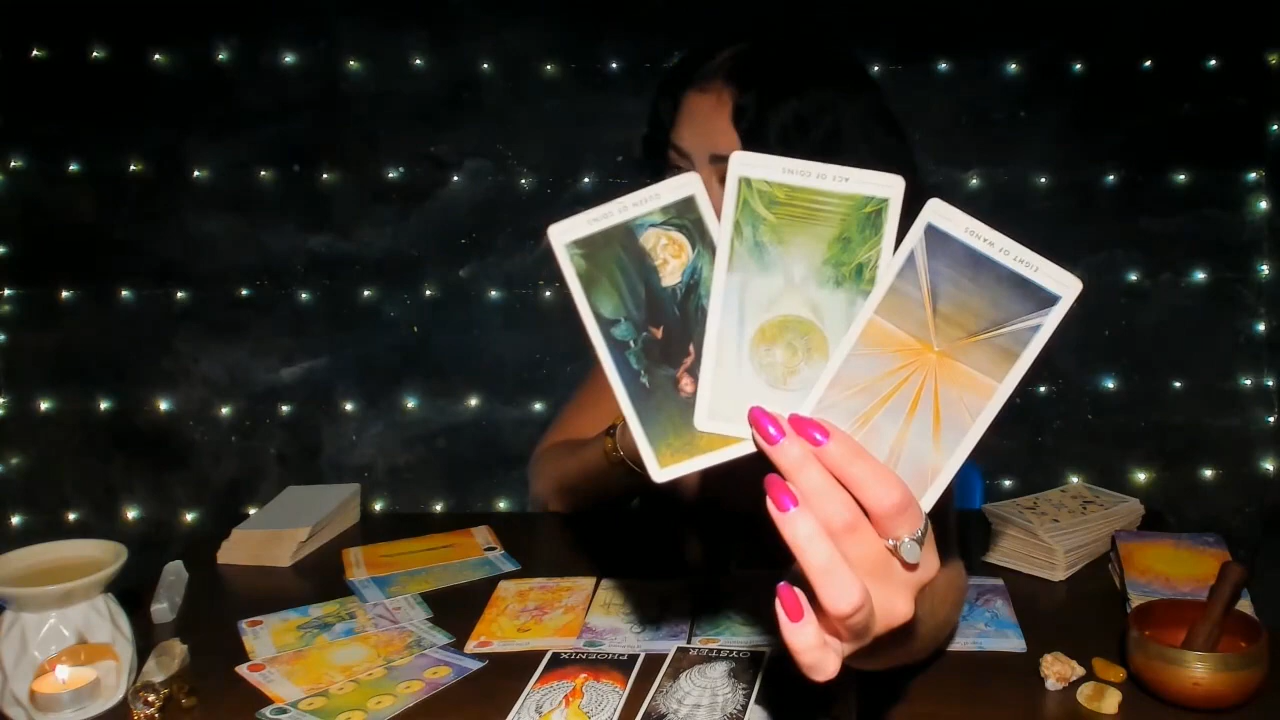 QUEEN OF COINS
ACE OF COINS
EIGHT OF WANDS
PHOENIX
OYSTER